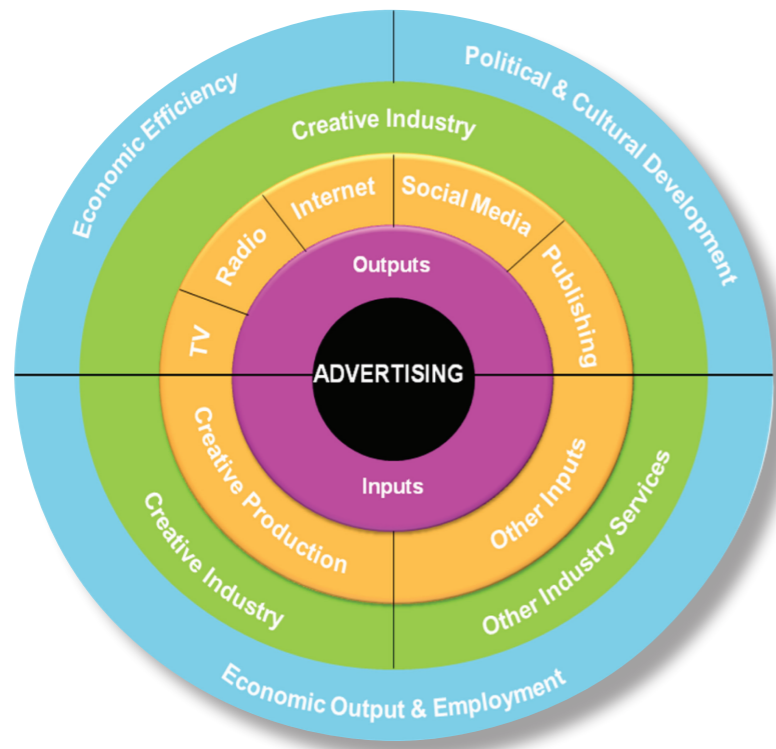 Economic Efficiency
Political & Cultural Development
Creative Industry
Internet
Social Media
Radio
Publishing
TV
Outputs
ADVERTISING
Inputs
Creative Production
Other Inputs
Creative Industry
Other Industry Services
Economic Output & Employment